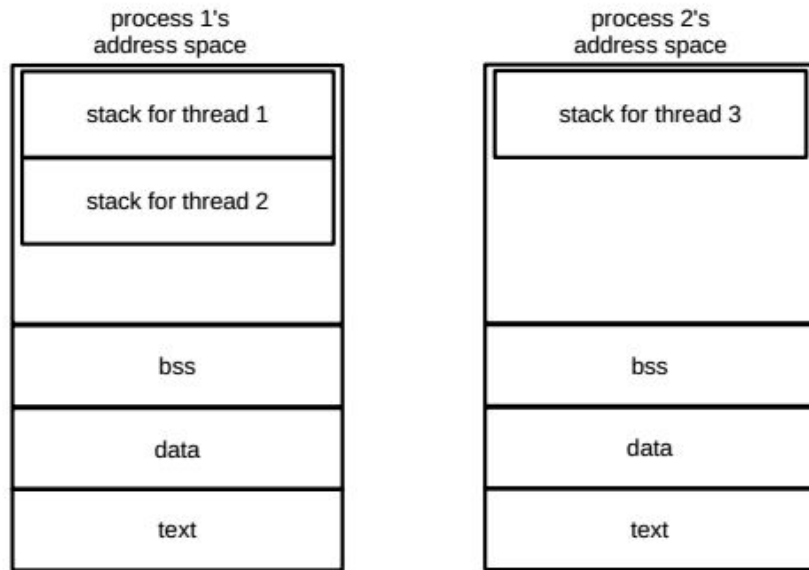 process 1's
address space
stack for thread 1
stack for thread 2
bss
data
text
process 2's
address space
stack for thread 3
bss
data
text